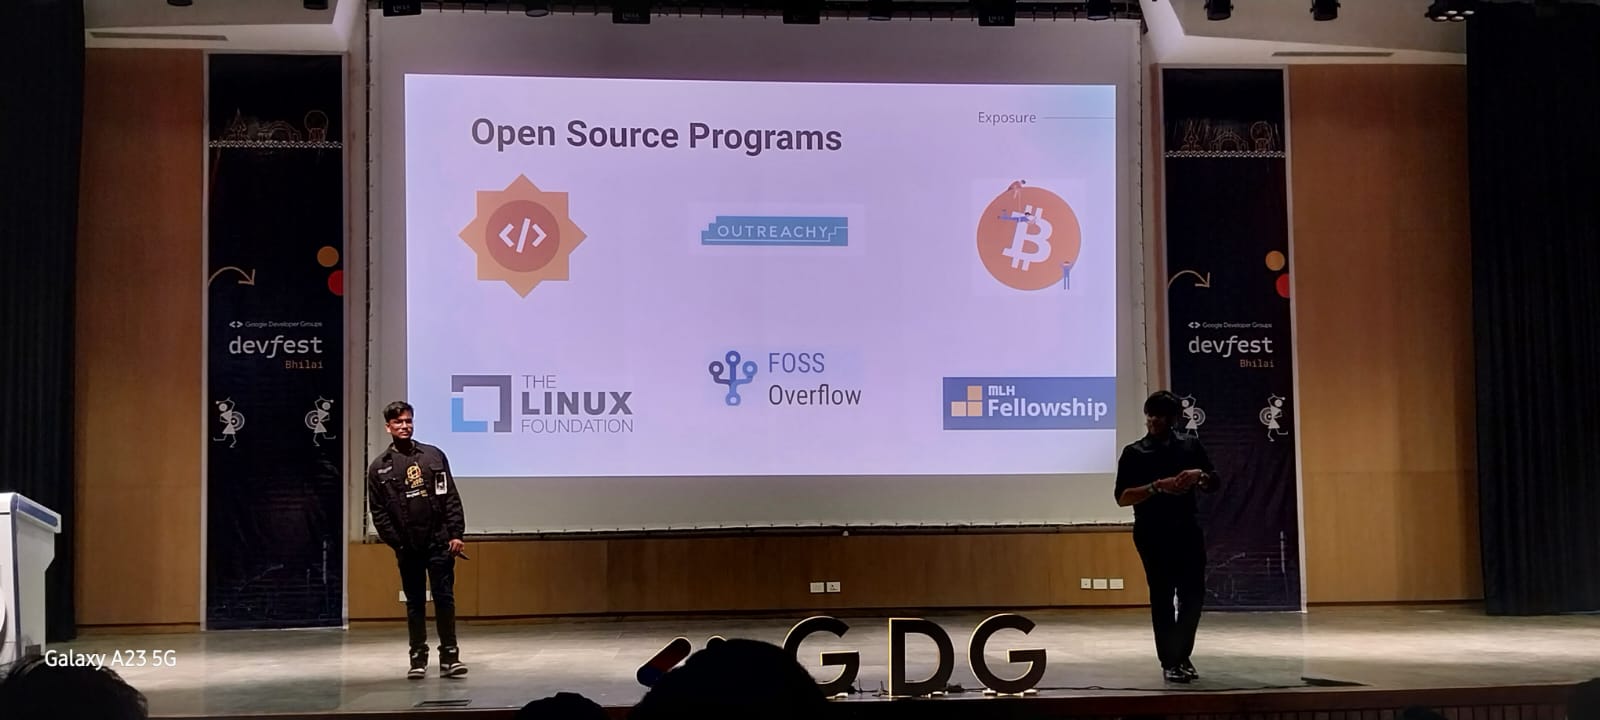 Open Source Programs
Exposure
</>
OUTREACHY
THE
LINUX
FOUNDATION
FOSS
Overflow
MLH
Fellowship
<> Google Developer Groups
devfest
Bhilai
<> Google Developer Groups
devfest
Bhilai
GDG
Galaxy A23 5G